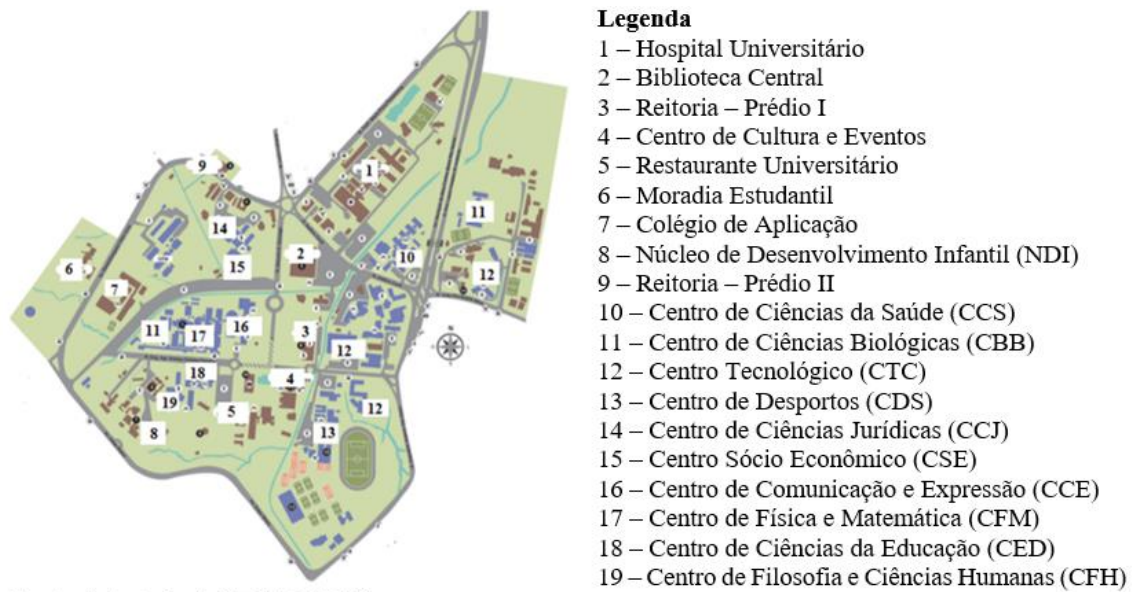 Legenda
1 – Hospital Universitário
2 – Biblioteca Central
3 – Reitoria – Prédio I
4 – Centro de Cultura e Eventos
5 – Restaurante Universitário
6 – Moradia Estudantil
7 – Colégio de Aplicação
8 – Núcleo de Desenvolvimento Infantil (NDI)
9 – Reitoria – Prédio II
10 – Centro de Ciências da Saúde (CCS)
11 – Centro de Ciências Biológicas (CBB)
12 – Centro Tecnológico (CTC)
13 – Centro de Desportos (CDS)
14 – Centro de Ciências Jurídicas (CCJ)
15 – Centro Sócio Econômico (CSE)
16 – Centro de Comunicação e Expressão (CCE)
17 – Centro de Física e Matemática (CFM)
18 – Centro de Ciências da Educação (CED)
19 – Centro de Filosofia e Ciências Humanas (CFH)
9
1
14
11
15
2
10
6
12
7
11
17
16
3
12
18
4
19
5
12
8
13